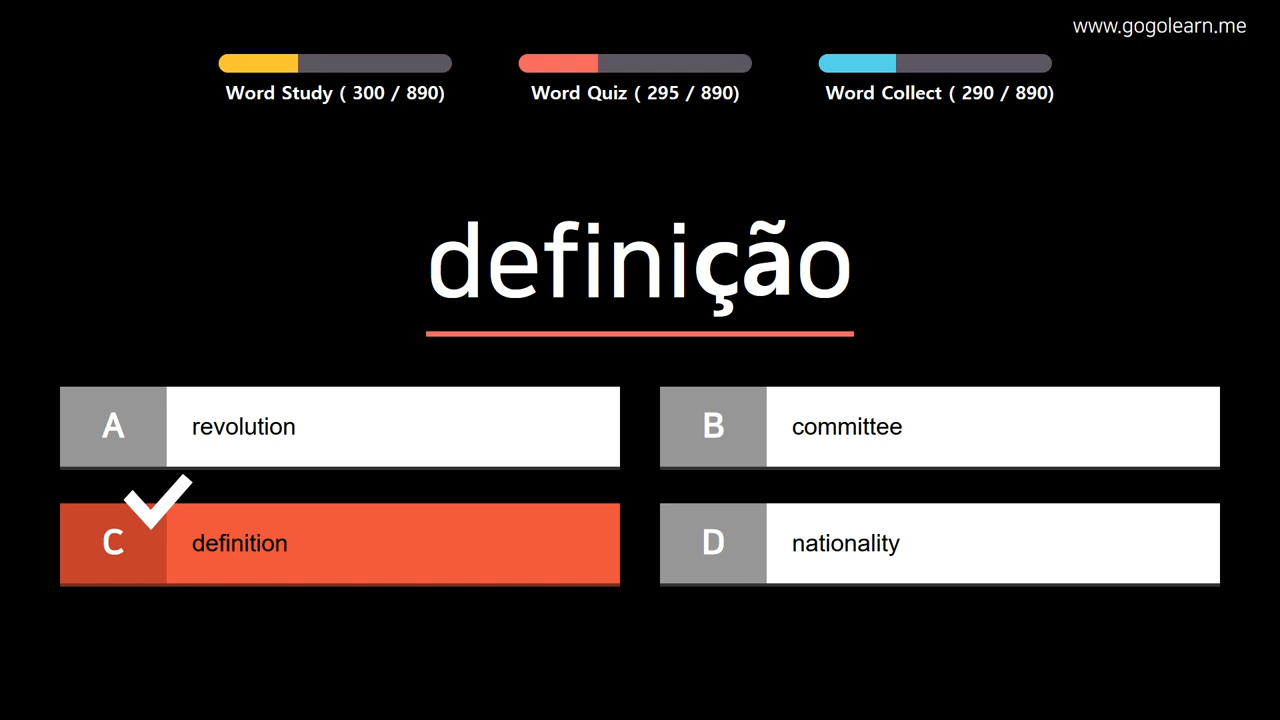 www.gogolearn.me
Word Study ( 300 / 890)
Word Quiz ( 295 / 890)
Word Collect ( 290 / 890)
definição
A
revolution
B
committee
C
definition
D
nationality